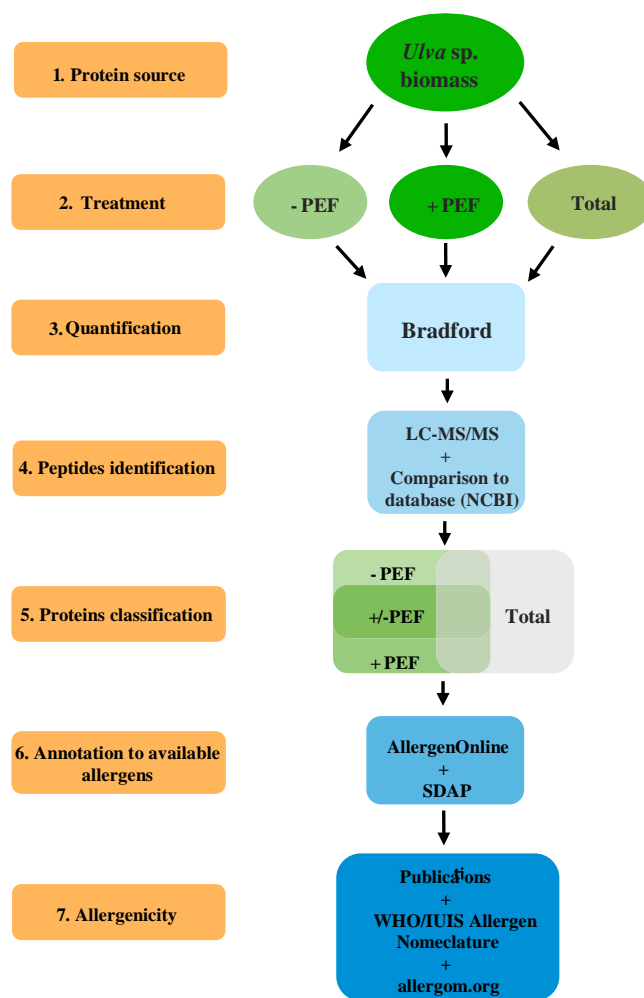 1. Protein source
Ulva sp.
biomass
2. Treatment
- PEF
+ PEF
Total
3. Quantification
Bradford
4. Peptides identification
LC-MS/MS
+
Comparison to
database (NCBI)
5. Proteins classification
- PEF
+/-PEF
+ PEF
Total
6. Annotation to available
allergens
AllergenOnline
+
SDAP
7. Allergenicity
Publications
+
WHO/IUIS Allergen
Nomeclature
+
allergom.org